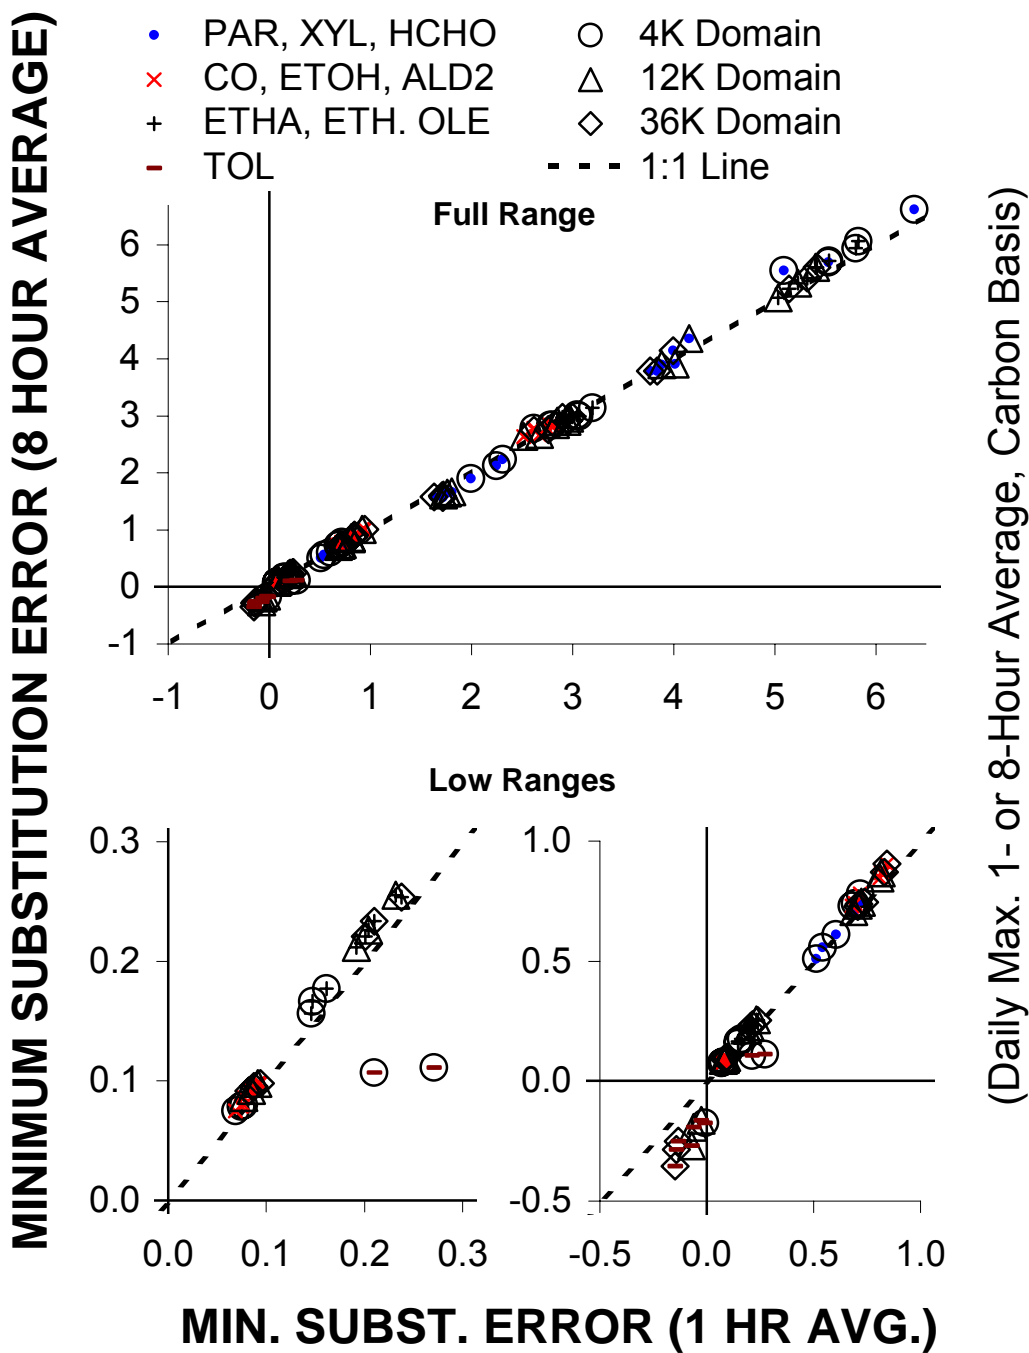 MINIMUM SUBSTITUTION ERROR (8 HOUR AVERAGE)
PAR, XYL, HCHO
CO, ETOH, ALD2
ETHA, ETH. OLE
TOL
4K Domain
12K Domain
36K Domain
1:1 Line
Full Range
6
5
4
3
2
1
0
-1
-1 0 1 2 3 4 5 6
Low Ranges
0.3
0.2
0.1
0.0
0.0 0.1 0.2 0.3
1.0
0.5
0.0
-0.5
-0.5 0.0 0.5 1.0
MIN. SUBST. ERROR (1 HR AVG.)
(Daily Max. 1- or 8-Hour Average, Carbon Basis)